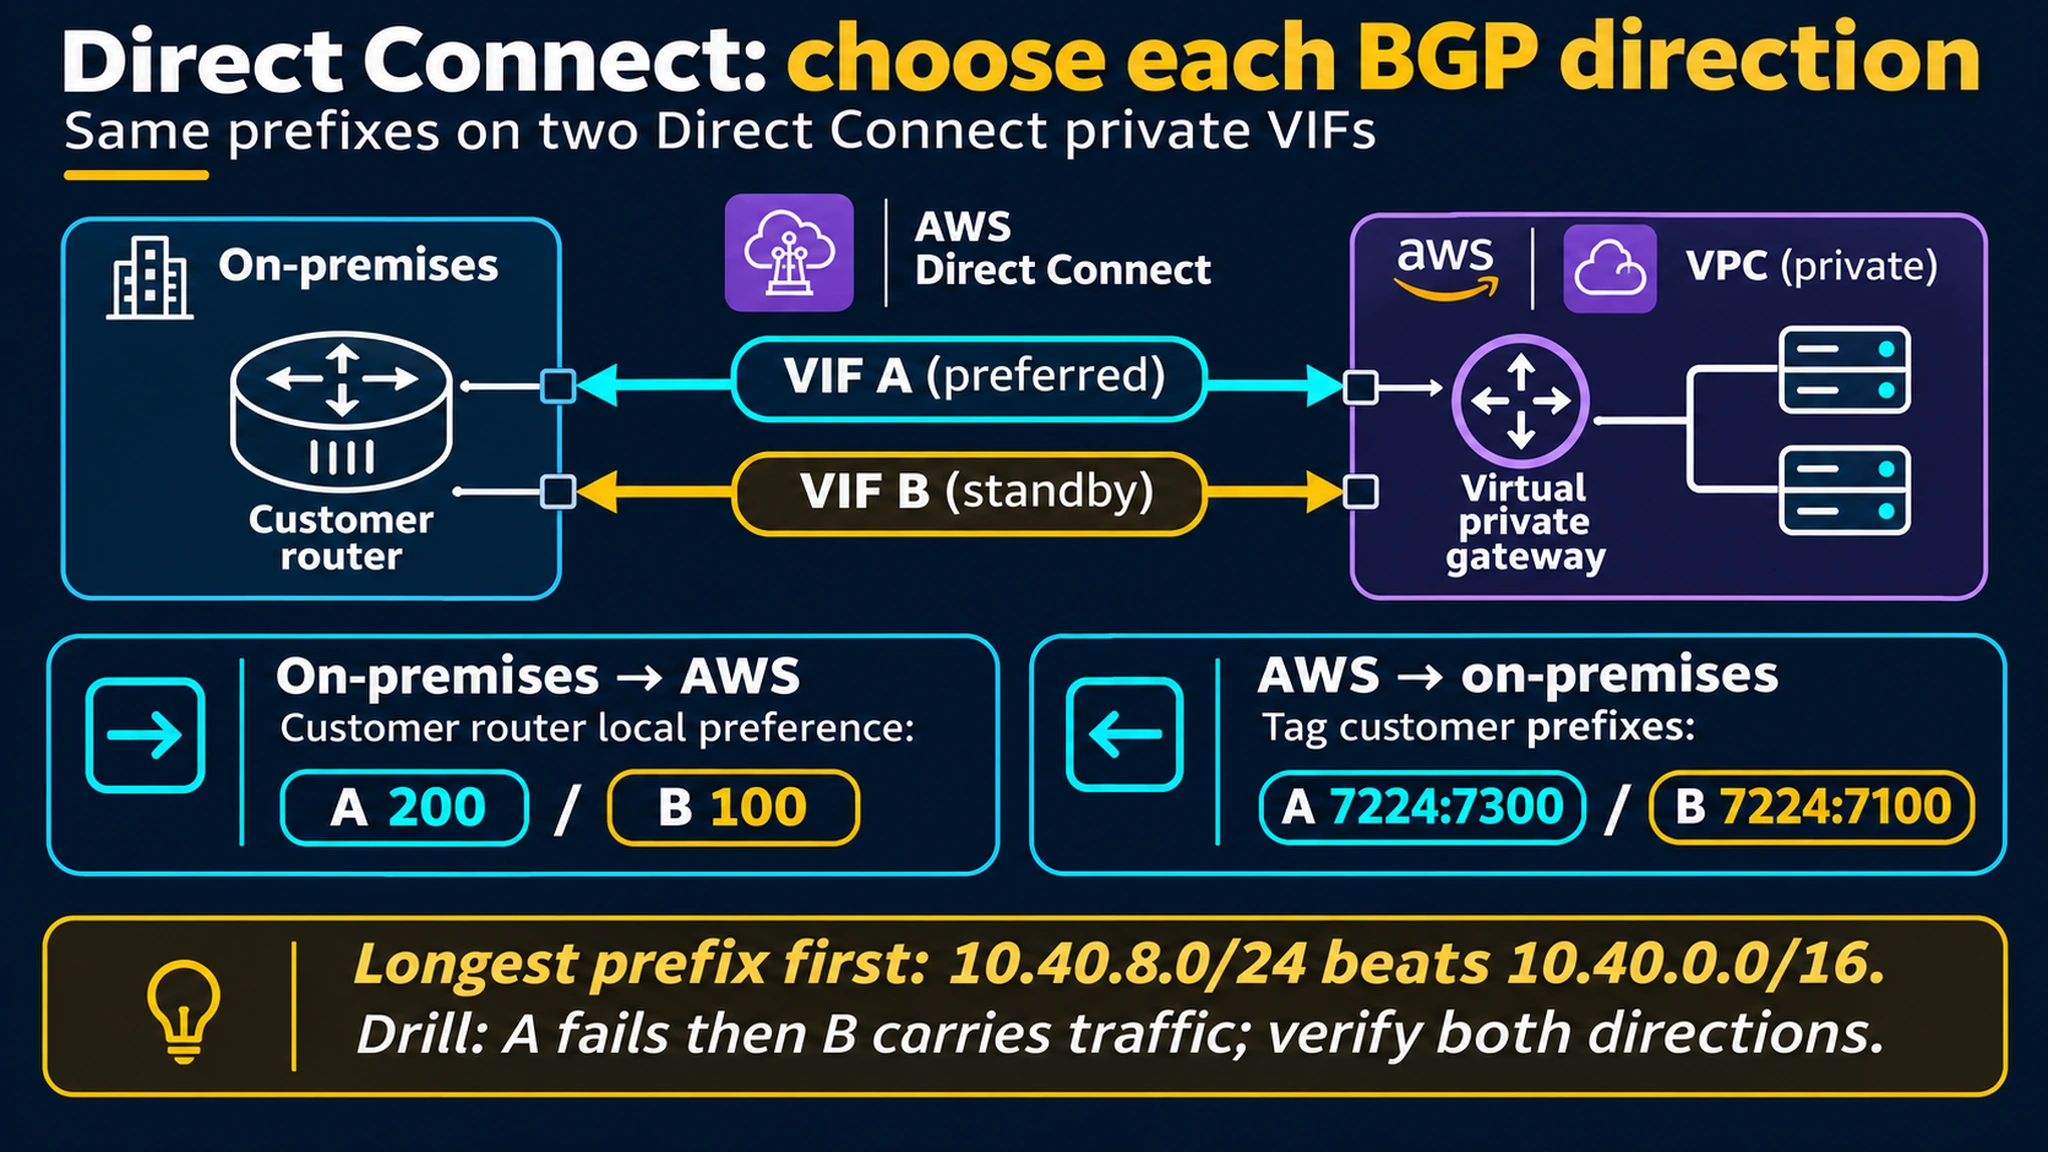 Direct Connect: choose each BGP direction
Same prefixes on two Direct Connect private VIFs
On-premises
Customer
router
AWS
Direct Connect
VIF A (preferred)
VIF B (standby)
aws
VPC (private)
Virtual
private
gateway
On-premises → AWS
Customer router local preference:
A 200 / B 100
AWS → on-premises
Tag customer prefixes:
A 7224:7300 / B 7224:7100
Longest prefix first: 10.40.8.0/24 beats 10.40.0.0/16.
Drill: A fails then B carries traffic; verify both directions.